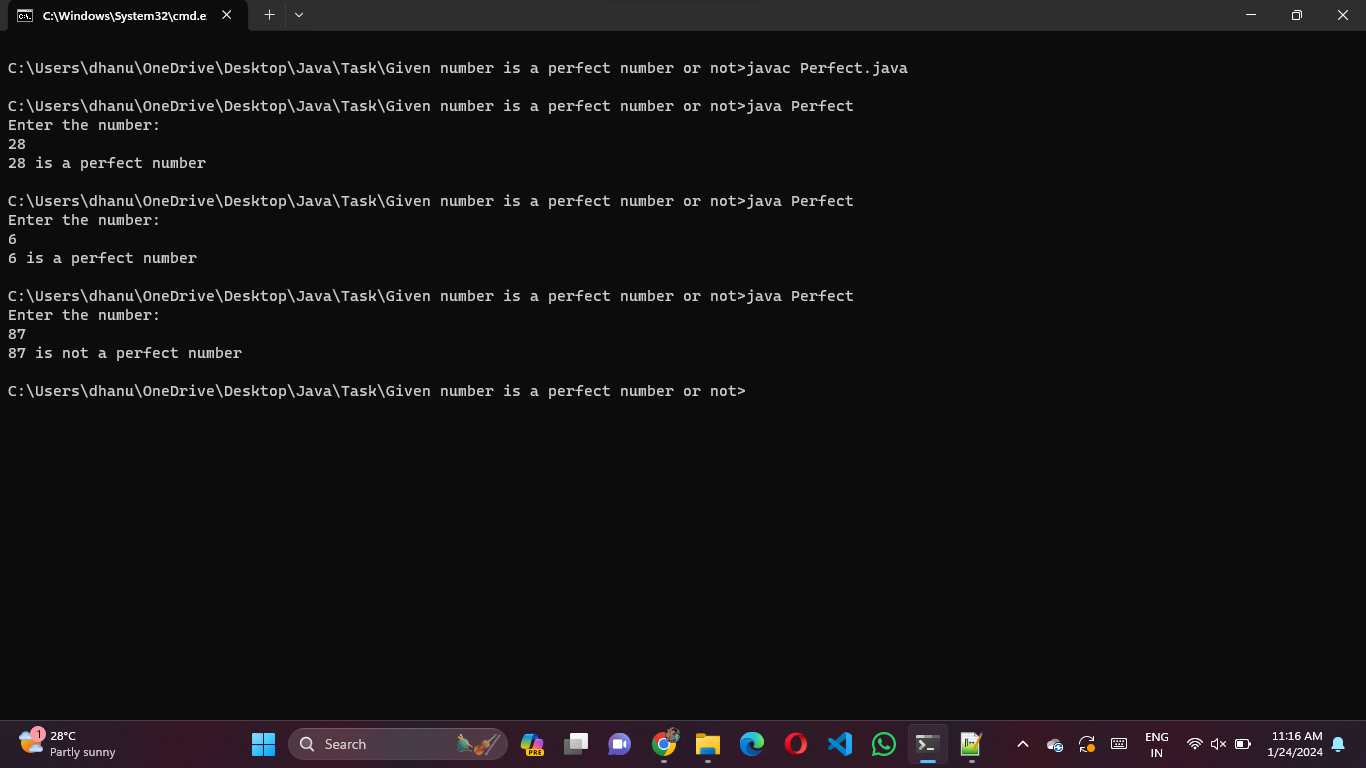 C:\Windows\System32\cmd.e
C:\Users\dhanu\OneDrive\Desktop\Java\Task\Given number is a perfect number or not>javac Perfect.java
C:\Users\dhanu\OneDrive\Desktop\Java\Task\Given number is a perfect number or not>java Perfect
Enter the number:
28
28 is a perfect number
C:\Users\dhanu\OneDrive\Desktop\Java\Task\Given number is a perfect number or not>java Perfect
Enter the number:
6
6 is a perfect number
C:\Users\dhanu\OneDrive\Desktop\Java\Task\Given number is a perfect number or not>java Perfect
Enter the number:
87
87 is not a perfect number
C:\Users\dhanu\OneDrive\Desktop\Java\Task\Given number is a perfect number or not>
1
28°C
Partly sunny
Search
PRE
ENG
IN
11:16 AM
1/24/2024